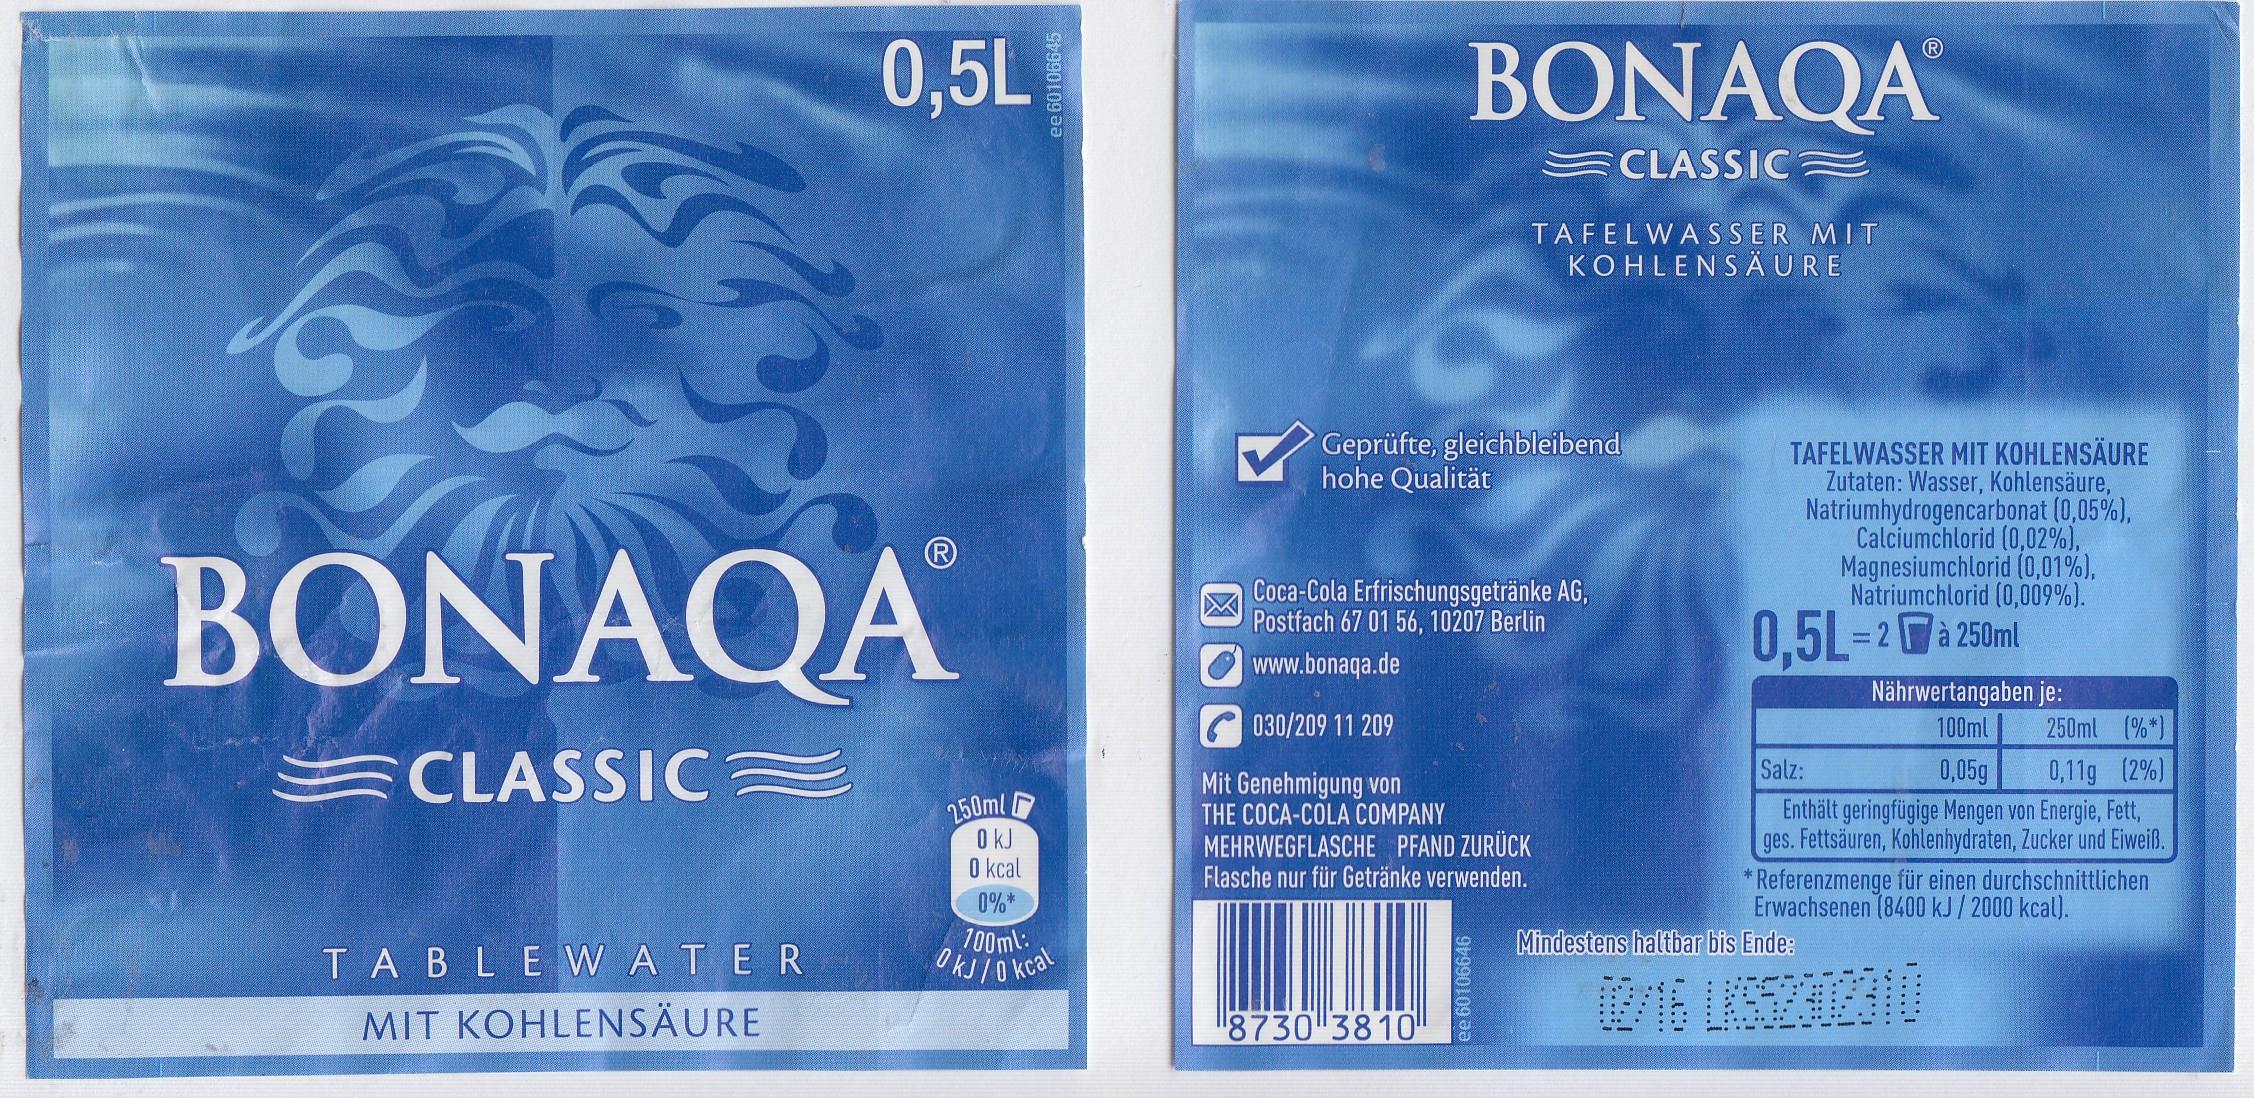 0,5L
ee 60106645
BONAQA®
CLASSIC
250ml
0 kJ
0 kcal
0%*
100ml:
0 kJ / 0 kcal
TABLEWATER
MIT KOHLENSÄURE
BONAQA®
CLASSIC
TAFELWASSER MIT
KOHLENSÄURE
Geprüfte, gleichbleibend
hohe Qualität
Coca-Cola Erfrischungsgetränke AG,
Postfach 67 01 56, 10207 Berlin
www.bonaqa.de
030/209 11 209
Mit Genehmigung von
THE COCA-COLA COMPANY
MEHRWEGFLASCHE PFAND ZURÜCK
Flasche nur für Getränke verwenden.
8730 3810
ee 60106646
TAFELWASSER MIT KOHLENSÄURE
Zutaten: Wasser, Kohlensäure,
Natriumhydrogencarbonat (0,05%),
Calciumchlorid (0,02%),
Magnesiumchlorid (0,01%),
Natriumchlorid (0,009%).
0,5L = 2 à 250ml
Nährwertangaben je:
100ml 250ml (%*)
Salz: 0,05g 0,11g (2%)
Enthält geringfügige Mengen von Energie, Fett,
ges. Fettsäuren, Kohlenhydraten, Zucker und Eiweiß.
*Referenzmenge für einen durchschnittlichen
Erwachsenen (8400 kJ / 2000 kcal).
Mindestens haltbar bis Ende:
02/16